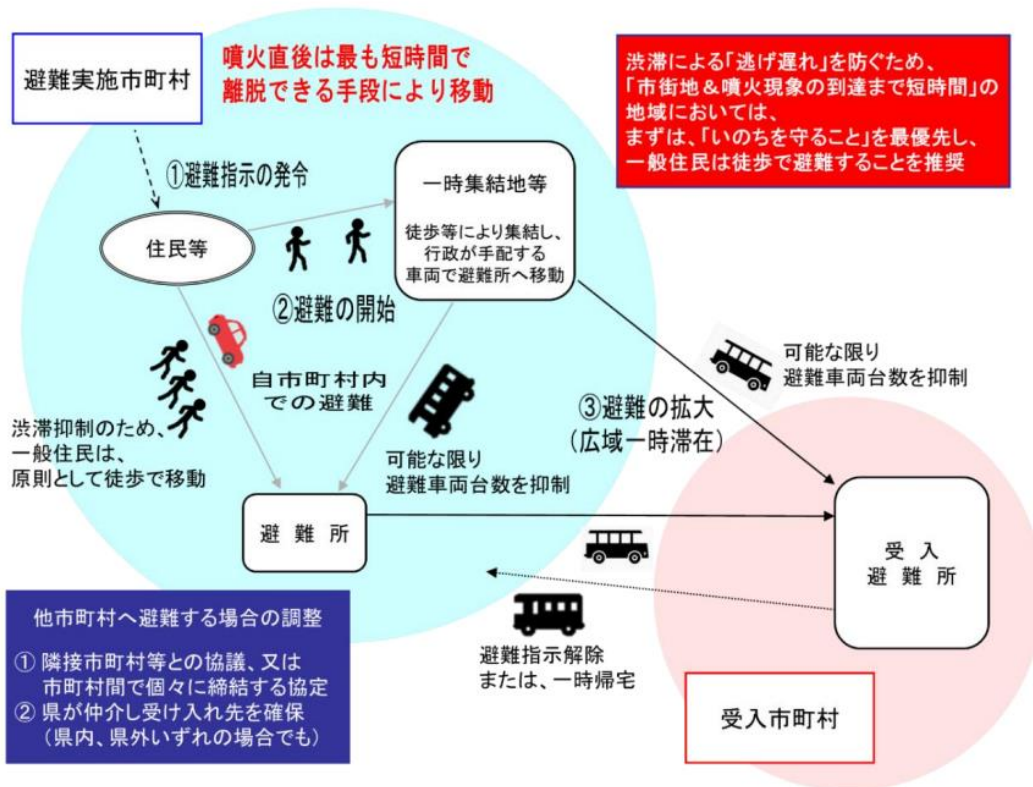 避難実施市町村
噴火直後は最も短時間で
離脱できる手段により移動
渋滞による「逃げ遅れ」を防ぐため、
「市街地＆噴火現象の到達まで短時間」の
地域においては、
まずは、「いのちを守ること」を最優先し、
一般住民は徒歩で避難することを推奨
①避難指示の発令
住民等
一時集結地等
徒歩等により集結し、
行政が手配する
車両で避難所へ移動
②避難の開始
自市町村内
での避難
渋滞抑制のため、
一般住民は、
原則として徒歩で移動
可能な限り
避難車両台数を抑制
③避難の拡大
（広域一時滞在）
可能な限り
避難車両台数を抑制
避難所
受入
避難所
避難指示解除
または、一時帰宅
他市町村へ避難する場合の調整
① 隣接市町村等との協議、又は
市町村間で個々に締結する協定
② 県が仲介し受け入れ先を確保
（県内、県外いずれの場合でも）
受入市町村